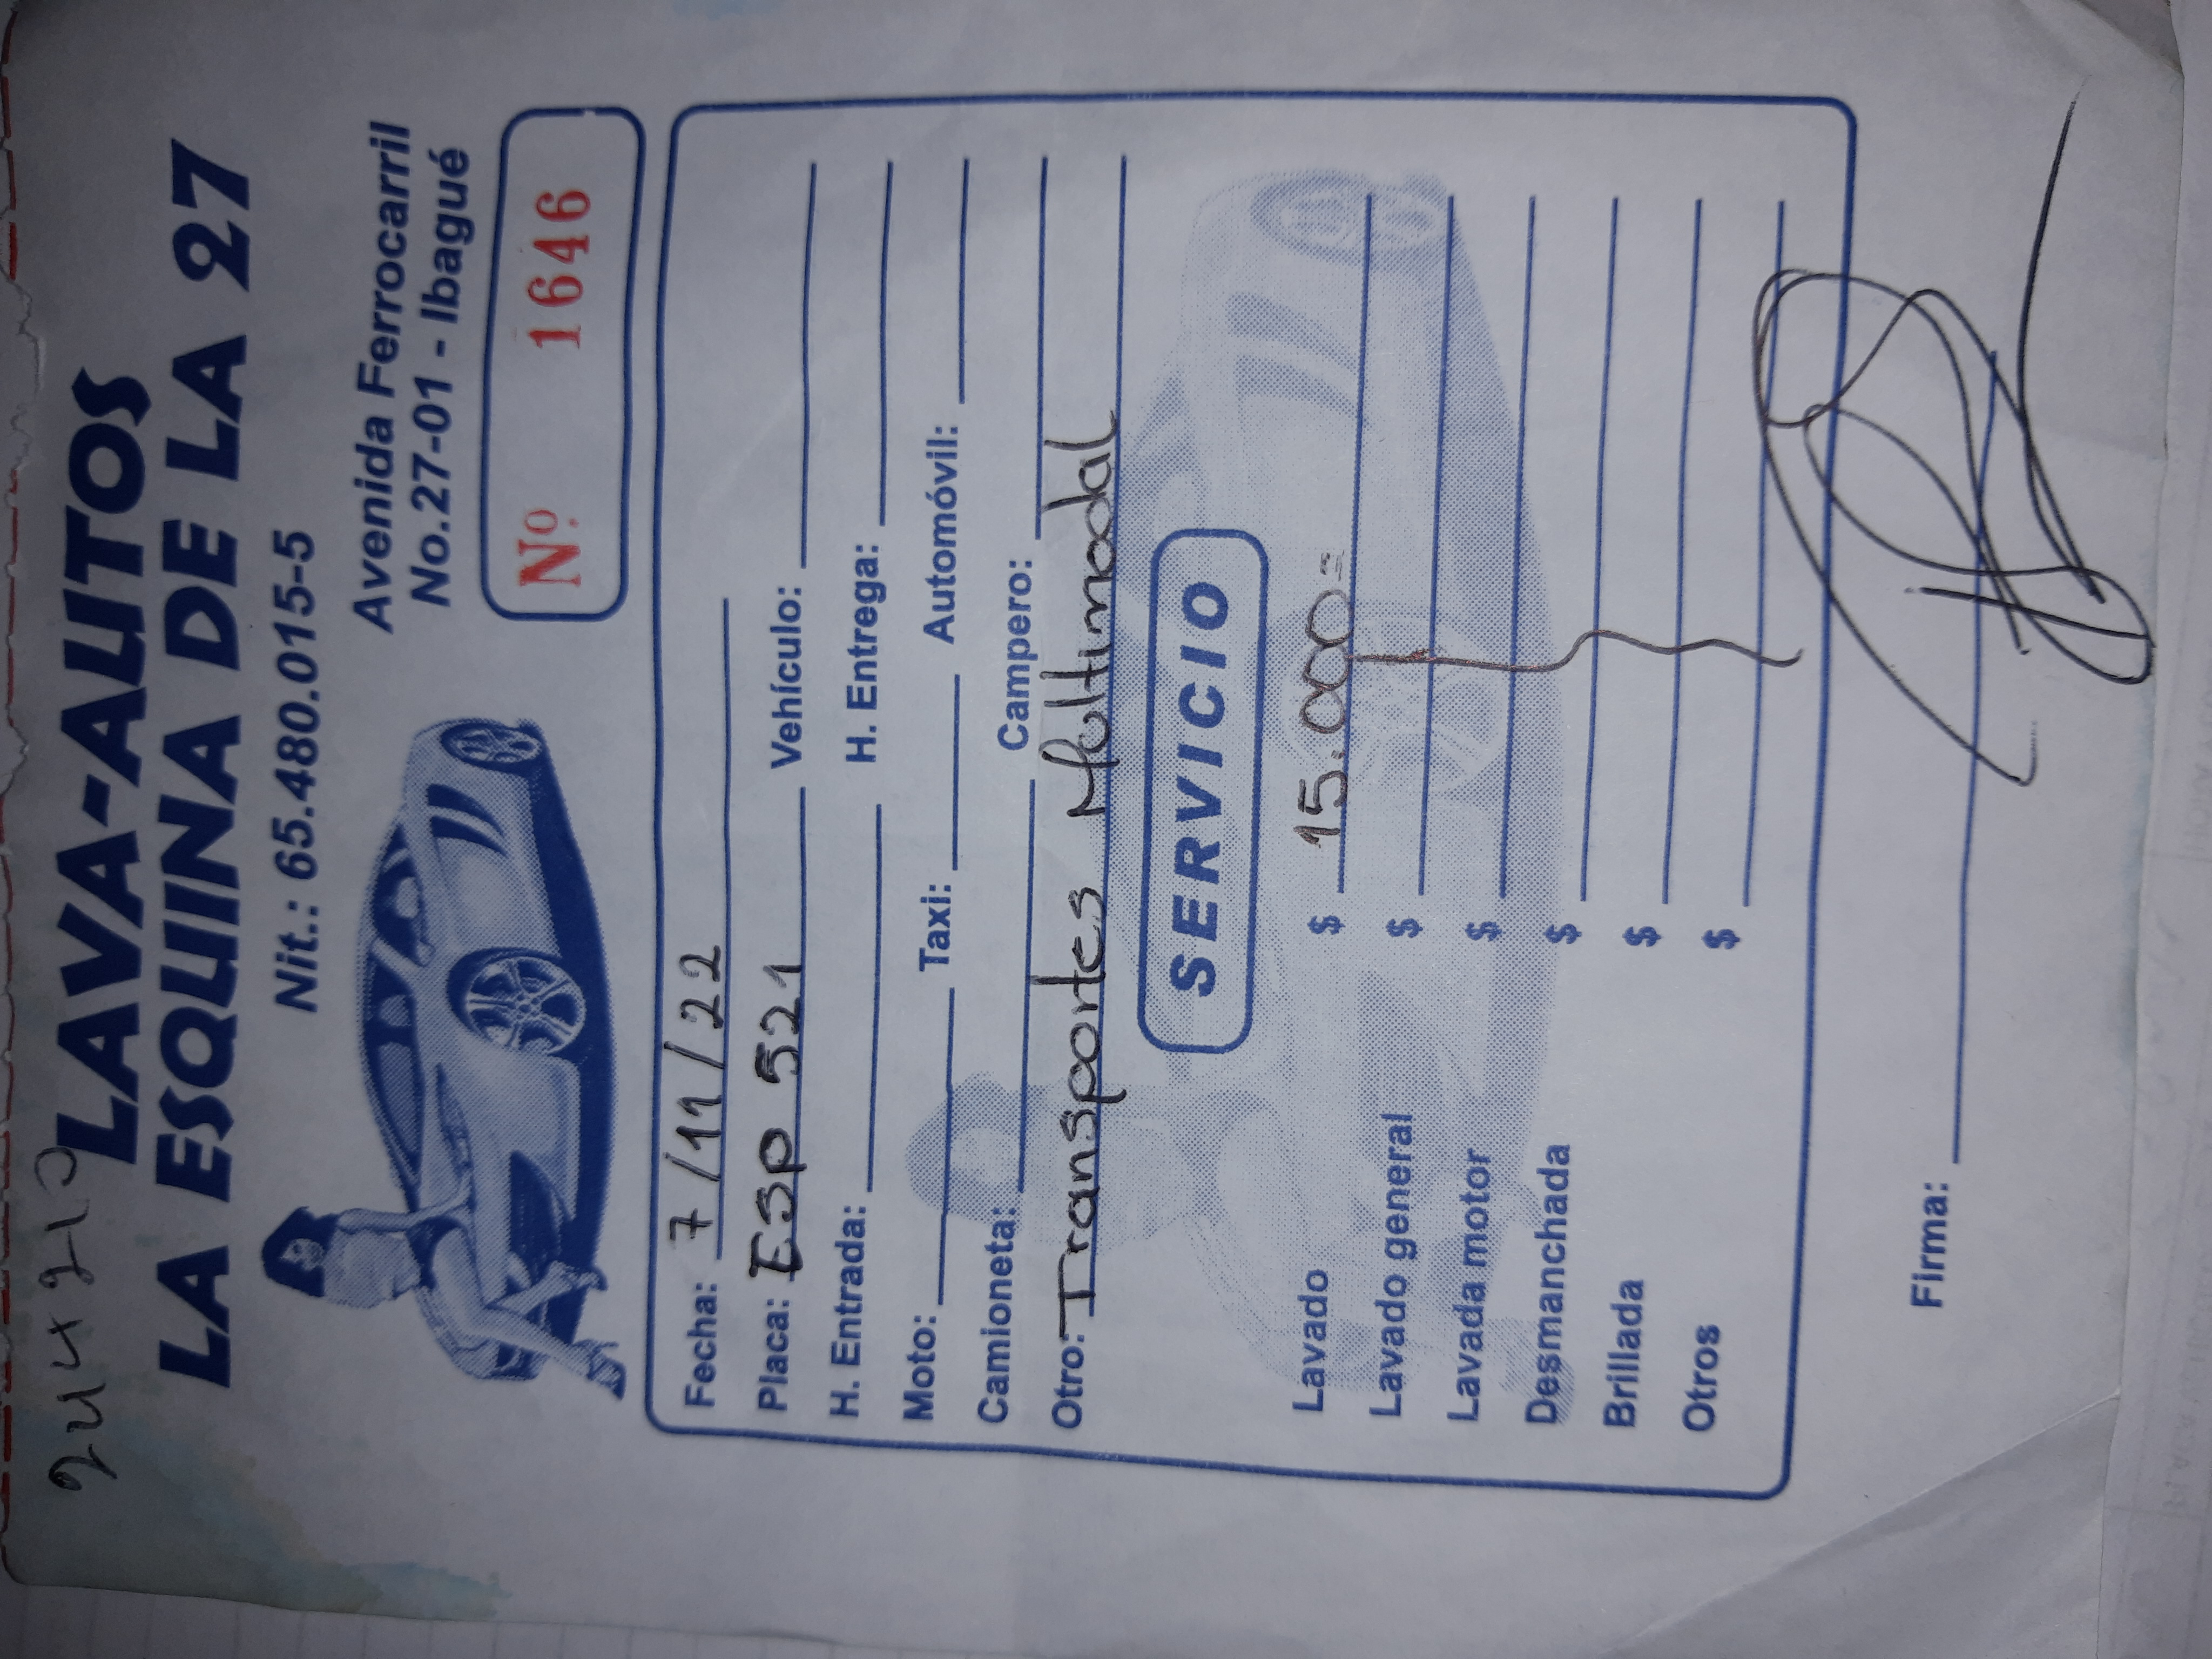 244210
LAVA-AUTOS
LA ESQUINA DE LA 27
Nit.: 65.480.015-5
Avenida Ferrocarril
No.27-01 - Ibagué
Nº 1646
Fecha: 7/11/22
Placa: ESP 521 Vehículo:
H. Entrada: H. Entrega:
Moto: Taxi: Automóvil:
Camioneta: Campero:
Otro: Transportes Multimodal
SERVICIO
Lavado $ 15.000=
Lavado general $
Lavada motor $
Desmanchada $
Brillada $
Otros $
Firma: